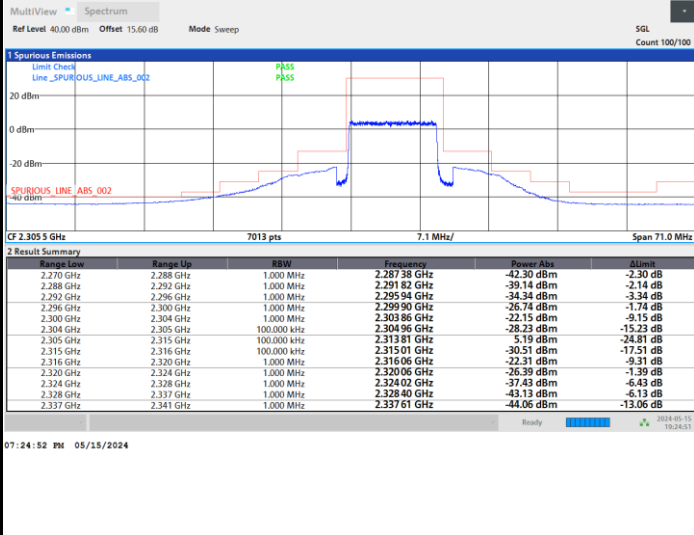 MultiView Spectrum
Ref Level 40.00 dBm Offset 15.60 dB Mode Sweep SGL
Count 100/100
1 Spurious Emissions
Limit Check PASS
Line _SPURIOUS_LINE_ABS_002 PASS
20 dBm
0 dBm
-20 dBm
SPURIOUS_LINE_ABS_002
-40 dBm
CF 2.305 5 GHz 7013 pts 7.1 MHz/ Span 71.0 MHz
2 Result Summary
Range Low Range Up RBW Frequency Power Abs ΔLimit
2.270 GHz 2.288 GHz 1.000 MHz 2.287 38 GHz -42.30 dBm -2.30 dB
2.288 GHz 2.292 GHz 1.000 MHz 2.291 82 GHz -39.14 dBm -2.14 dB
2.292 GHz 2.296 GHz 1.000 MHz 2.295 94 GHz -34.34 dBm -3.34 dB
2.296 GHz 2.300 GHz 1.000 MHz 2.299 90 GHz -26.74 dBm -1.74 dB
2.300 GHz 2.304 GHz 1.000 MHz 2.303 86 GHz -22.15 dBm -9.15 dB
2.304 GHz 2.305 GHz 100.000 kHz 2.304 96 GHz -28.23 dBm -15.23 dB
2.305 GHz 2.315 GHz 100.000 kHz 2.313 81 GHz 5.19 dBm -24.81 dB
2.315 GHz 2.316 GHz 100.000 kHz 2.315 01 GHz -30.51 dBm -17.51 dB
2.316 GHz 2.320 GHz 1.000 MHz 2.316 06 GHz -22.31 dBm -9.31 dB
2.320 GHz 2.324 GHz 1.000 MHz 2.320 06 GHz -26.39 dBm -1.39 dB
2.324 GHz 2.328 GHz 1.000 MHz 2.324 02 GHz -37.43 dBm -6.43 dB
2.328 GHz 2.337 GHz 1.000 MHz 2.328 40 GHz -43.13 dBm -6.13 dB
2.337 GHz 2.341 GHz 1.000 MHz 2.337 61 GHz -44.06 dBm -13.06 dB
Ready 2024-05-15
19:24:51
07:24:52 PM 05/15/2024